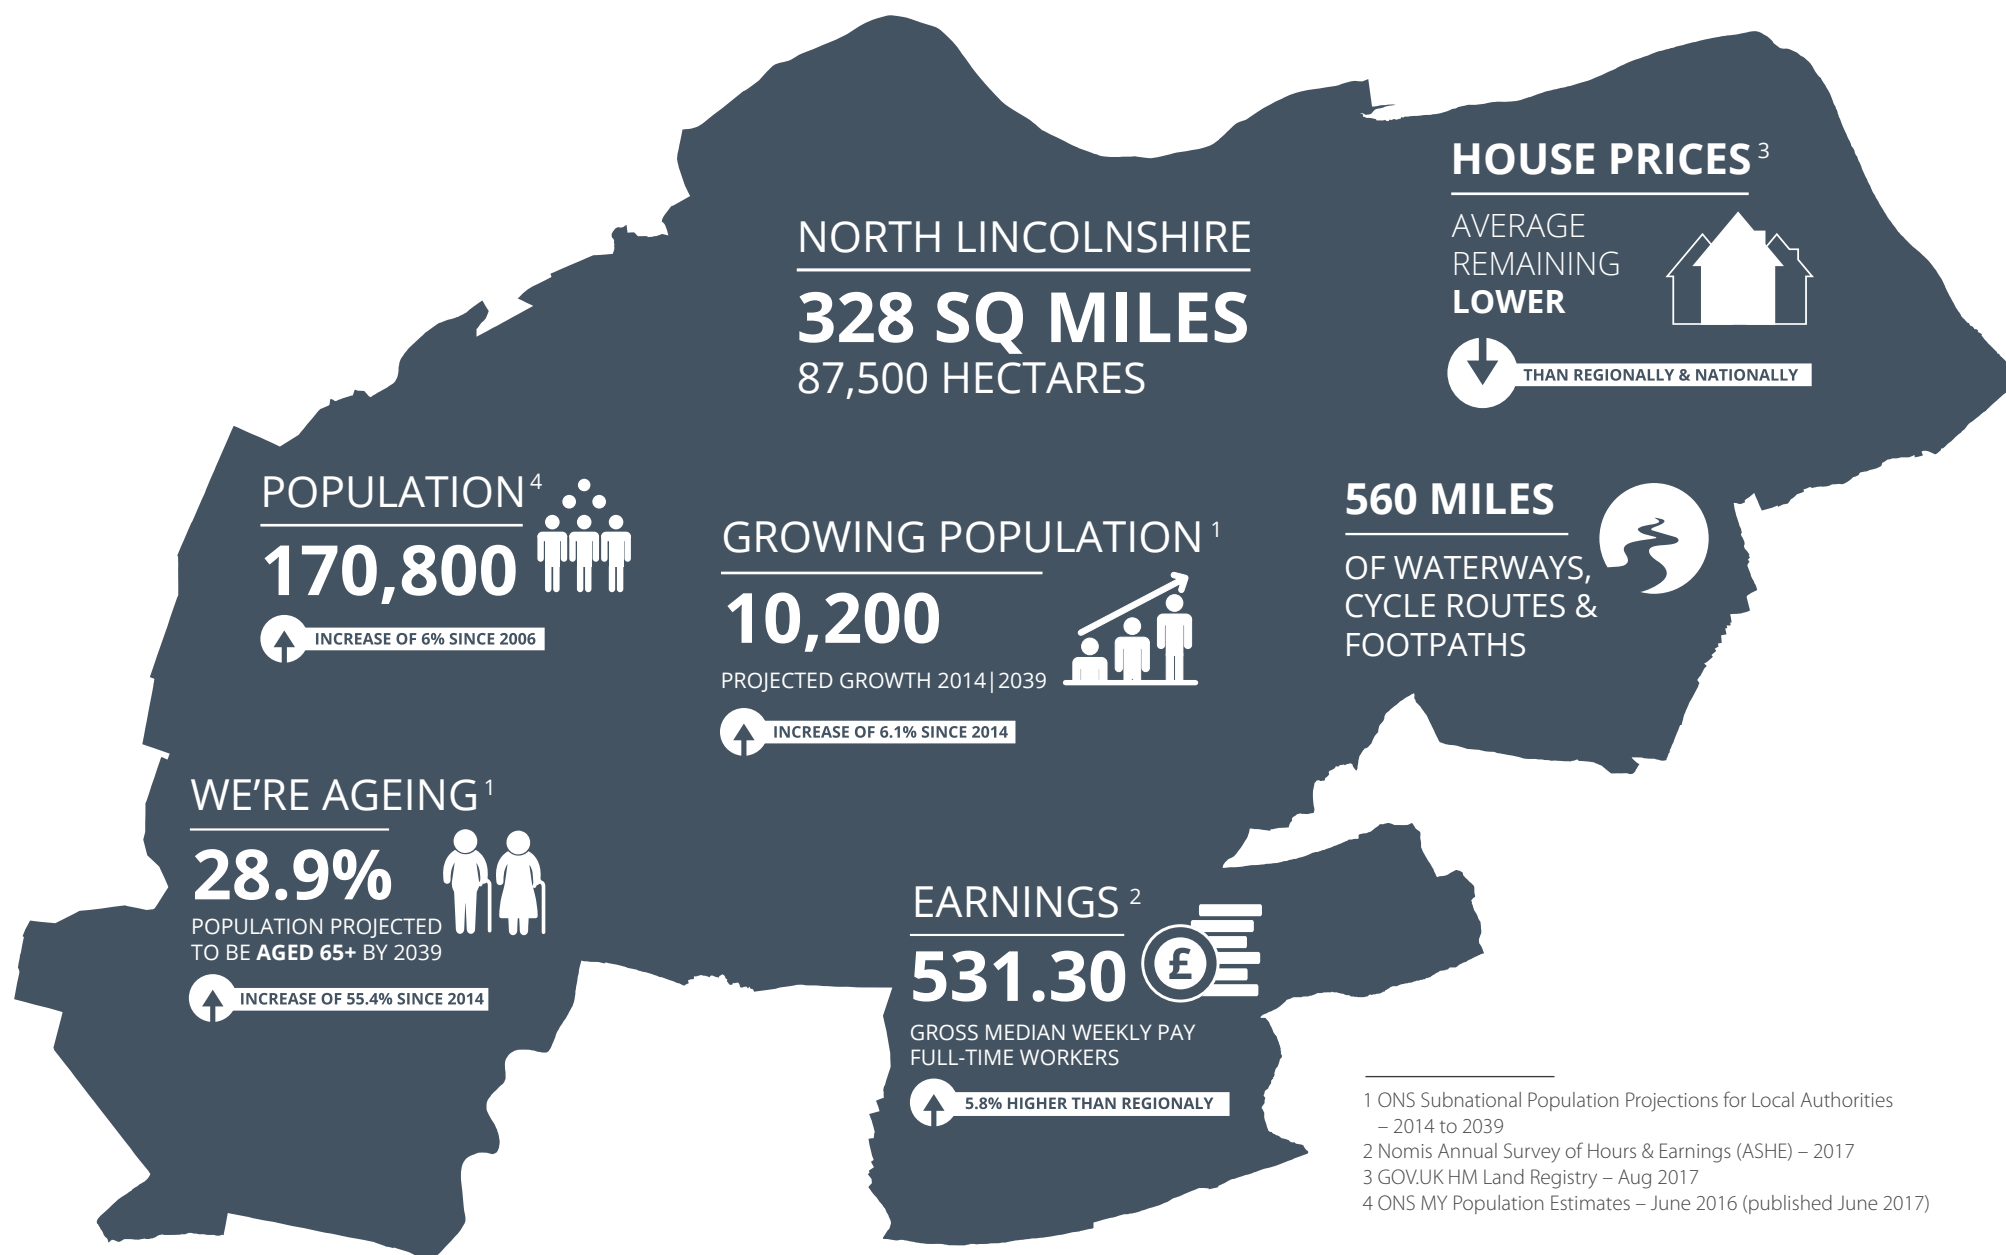 NORTH LINCOLNSHIRE
328 SQ MILES
87,500 HECTARES
HOUSE PRICES 3
AVERAGE
REMAINING
LOWER
THAN REGIONALLY & NATIONALLY
POPULATION 4
170,800
INCREASE OF 6% SINCE 2006
GROWING POPULATION 1
10,200
PROJECTED GROWTH 2014|2039
INCREASE OF 6.1% SINCE 2014
560 MILES
OF WATERWAYS,
CYCLE ROUTES &
FOOTPATHS
WE'RE AGEING 1
28.9%
POPULATION PROJECTED
TO BE AGED 65+ BY 2039
INCREASE OF 55.4% SINCE 2014
EARNINGS 2
531.30
£
GROSS MEDIAN WEEKLY PAY
FULL-TIME WORKERS
5.8% HIGHER THAN REGIONALY
1 ONS Subnational Population Projections for Local Authorities
– 2014 to 2039
2 Nomis Annual Survey of Hours & Earnings (ASHE) – 2017
3 GOV.UK HM Land Registry – Aug 2017
4 ONS MY Population Estimates – June 2016 (published June 2017)